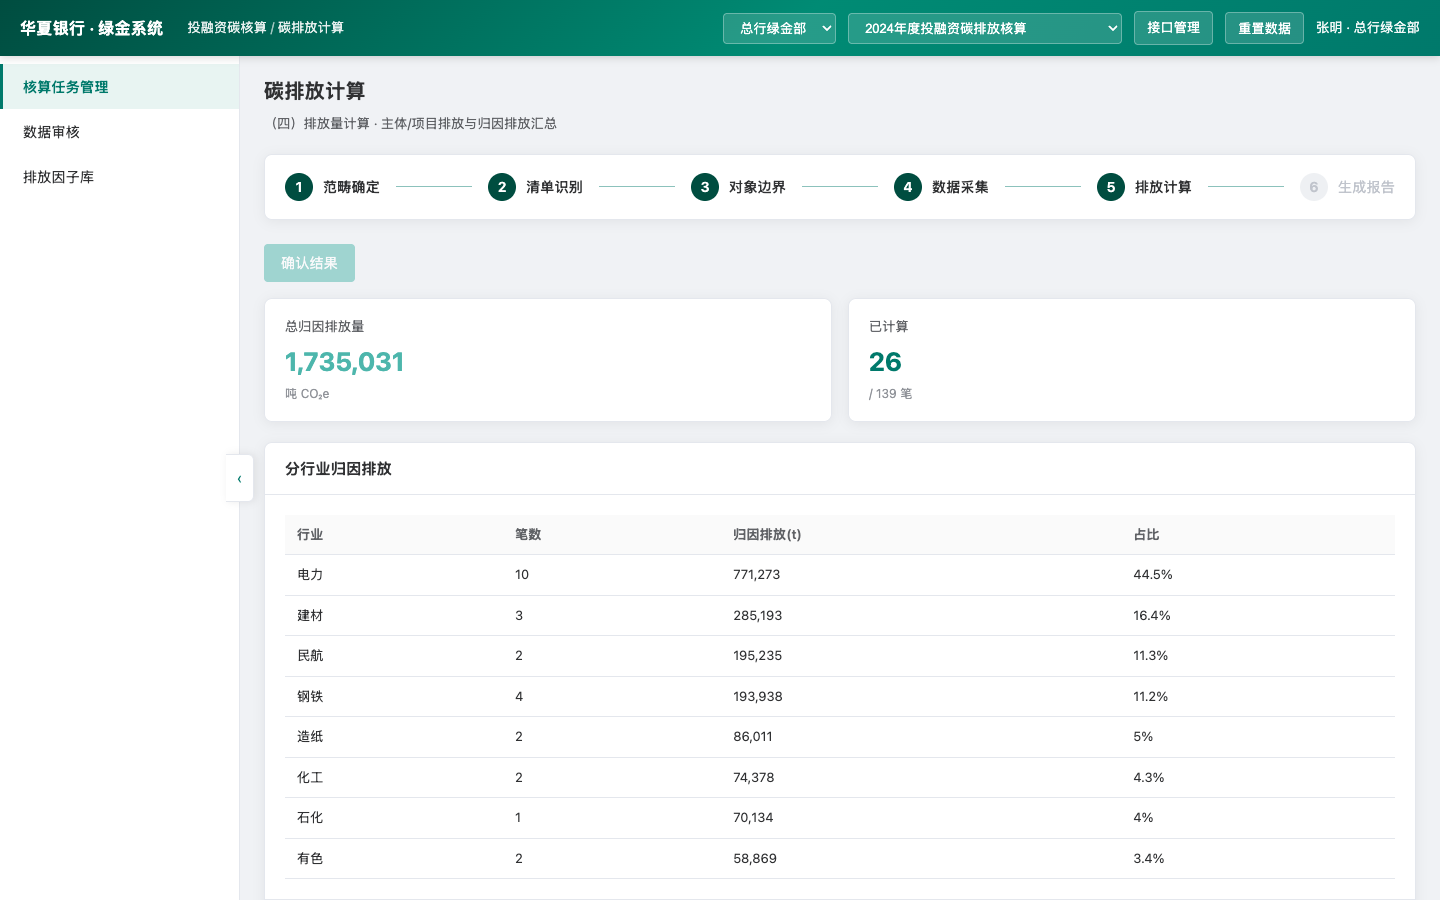 华夏银行 · 绿金系统
投融资碳核算 / 碳排放计算
总行绿金部
2024年度投融资碳排放核算
接口管理
重置数据
张明 · 总行绿金部
核算任务管理
数据审核
排放因子库
碳排放计算
（四）排放量计算 · 主体/项目排放与归因排放汇总
1 范畴确定
2 清单识别
3 对象边界
4 数据采集
5 排放计算
6 生成报告
确认结果
总归因排放量
1,735,031
吨 CO₂e
已计算
26
/ 139 笔
‹
分行业归因排放
行业 笔数 归因排放(t) 占比
电力 10 771,273 44.5%
建材 3 285,193 16.4%
民航 2 195,235 11.3%
钢铁 4 193,938 11.2%
造纸 2 86,011 5%
化工 2 74,378 4.3%
石化 1 70,134 4%
有色 2 58,869 3.4%